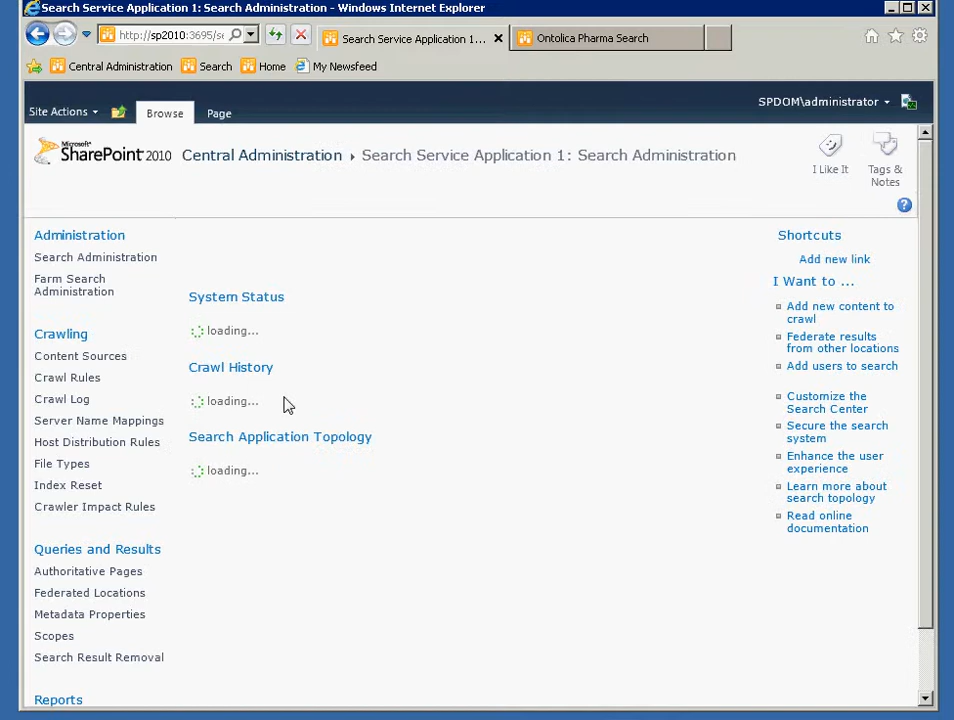 Search Service Application 1: Search Administration - Windows Internet Explorer
http://sp2010:3695/se
Search Service Application 1...
Ontolica Pharma Search
Central Administration
Search
Home
My Newsfeed
Site Actions
Browse
Page
SPDOM\administrator
Microsoft
SharePoint 2010
Central Administration
Search Service Application 1: Search Administration
I Like It
Tags &
Notes
Administration
Search Administration
Farm Search
Administration
Crawling
Content Sources
Crawl Rules
Crawl Log
Server Name Mappings
Host Distribution Rules
File Types
Index Reset
Crawler Impact Rules
Queries and Results
Authoritative Pages
Federated Locations
Metadata Properties
Scopes
Search Result Removal
Reports
System Status
loading...
Crawl History
loading...
Search Application Topology
loading...
Shortcuts
Add new link
I Want to ...
Add new content to
crawl
Federate results
from other locations
Add users to search
Customize the
Search Center
Secure the search
system
Enhance the user
experience
Learn more about
search topology
Read online
documentation